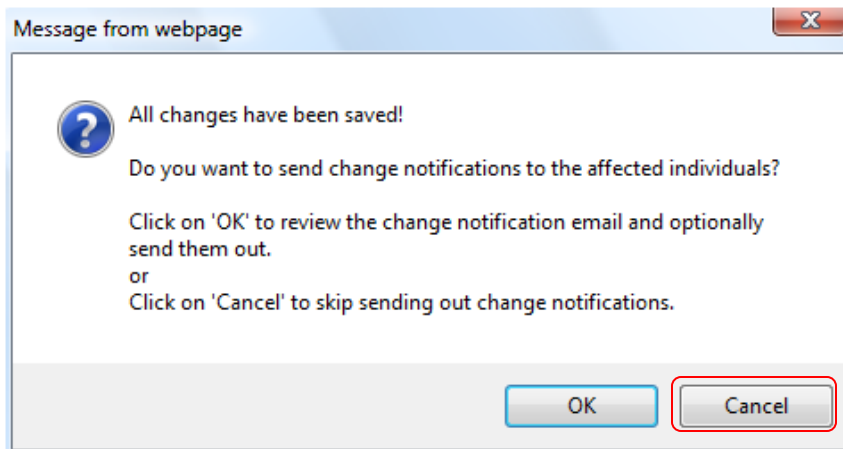 Message from webpage
All changes have been saved!
Do you want to send change notifications to the affected individuals?
Click on 'OK' to review the change notification email and optionally
send them out.
or
Click on 'Cancel' to skip sending out change notifications.
OK
Cancel